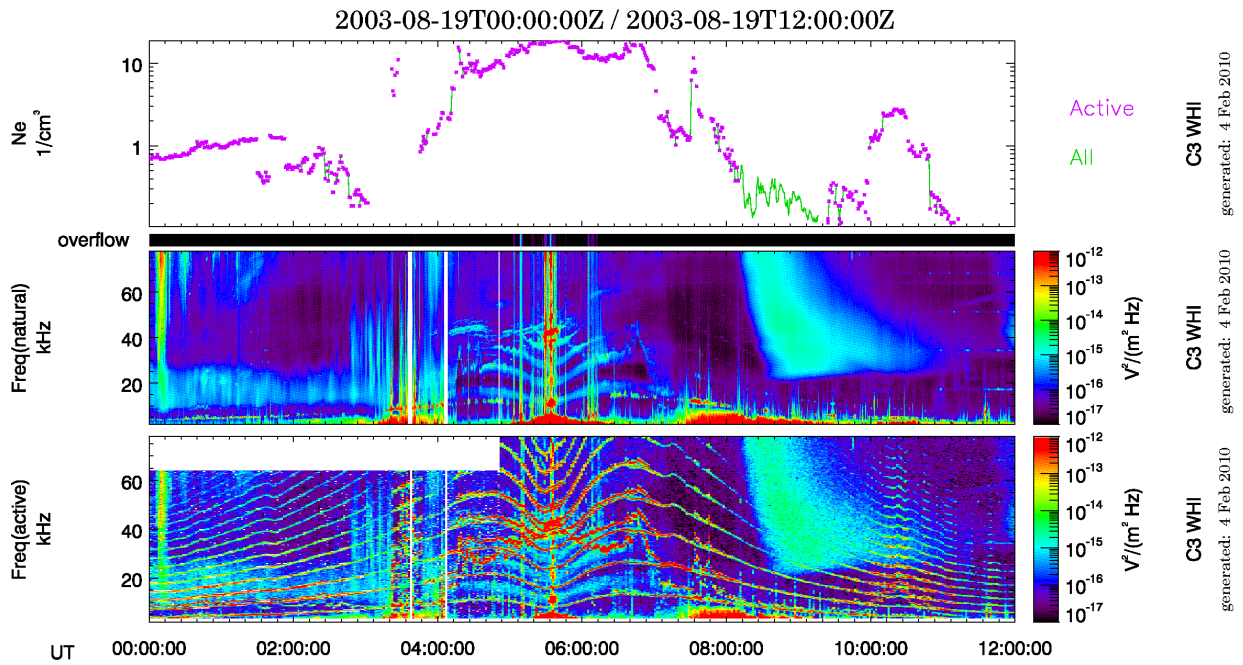 2003-08-19T00:00:00Z / 2003-08-19T12:00:00Z
10
1
Ne
1/cm³
Active
All
C3 WHI
generated: 4 Feb 2010
overflow
60
40
20
Freq(natural)
kHz
10⁻¹²
10⁻¹³
10⁻¹⁴
10⁻¹⁵
10⁻¹⁶
10⁻¹⁷
V²/(m² Hz)
C3 WHI
generated: 4 Feb 2010
60
40
20
Freq(active)
kHz
10⁻¹²
10⁻¹³
10⁻¹⁴
10⁻¹⁵
10⁻¹⁶
10⁻¹⁷
V²/(m² Hz)
C3 WHI
generated: 4 Feb 2010
UT 00:00:00 02:00:00 04:00:00 06:00:00 08:00:00 10:00:00 12:00:00